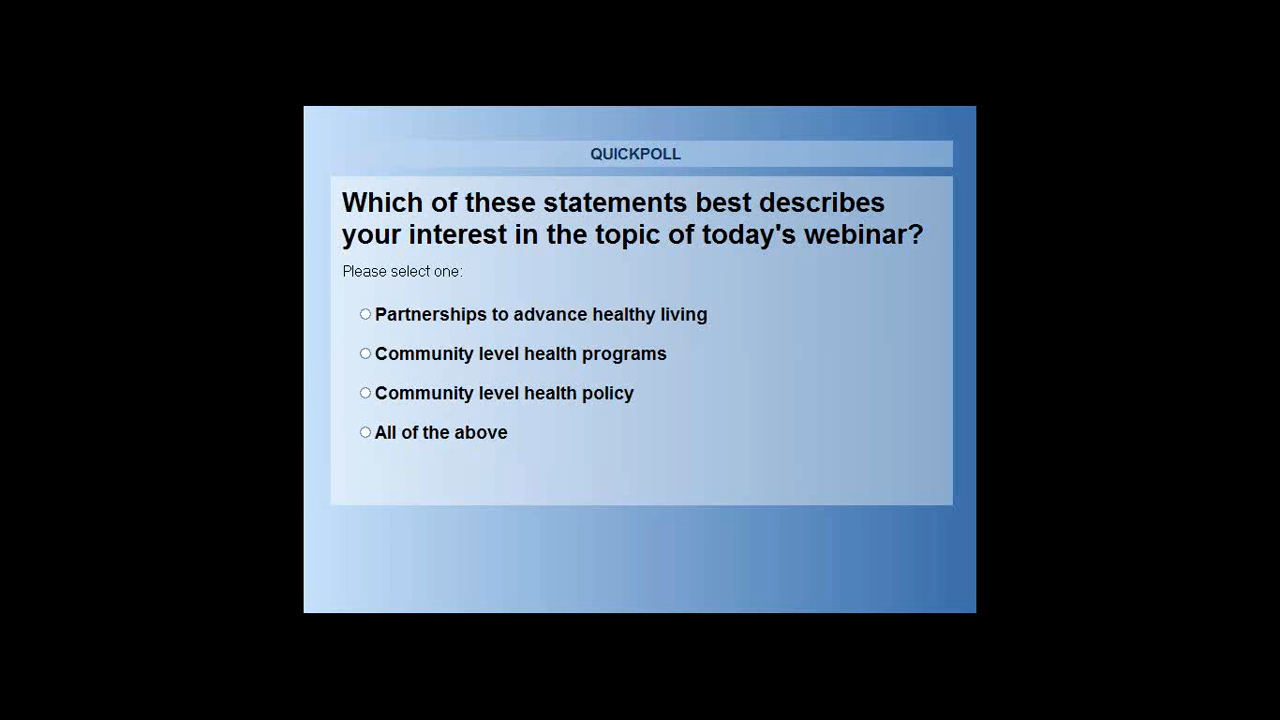 QUICKPOLL
Which of these statements best describes
your interest in the topic of today's webinar?
Please select one:
Partnerships to advance healthy living
Community level health programs
Community level health policy
All of the above